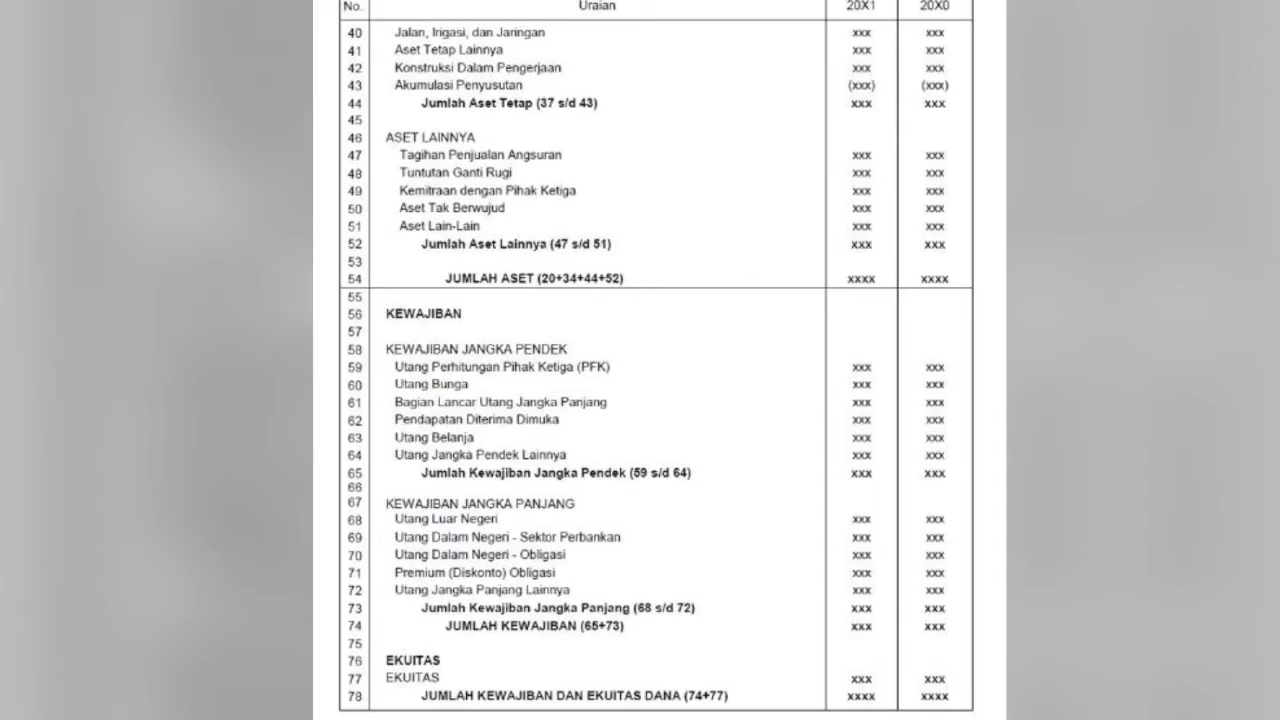 No. Uraian 20X1 20X0
40 Jalan, Irigasi, dan Jaringan xxx xxx
41 Aset Tetap Lainnya xxx xxx
42 Konstruksi Dalam Pengerjaan xxx xxx
43 Akumulasi Penyusutan (xxx) (xxx)
44 Jumlah Aset Tetap (37 s/d 43) xxx xxx
45
46 ASET LAINNYA
47 Tagihan Penjualan Angsuran xxx xxx
48 Tuntutan Ganti Rugi xxx xxx
49 Kemitraan dengan Pihak Ketiga xxx xxx
50 Aset Tak Berwujud xxx xxx
51 Aset Lain-Lain xxx xxx
52 Jumlah Aset Lainnya (47 s/d 51) xxx xxx
53
54 JUMLAH ASET (20+34+44+52) xxxx xxxx
55
56 KEWAJIBAN
57
58 KEWAJIBAN JANGKA PENDEK
59 Utang Perhitungan Pihak Ketiga (PFK) xxx xxx
60 Utang Bunga xxx xxx
61 Bagian Lancar Utang Jangka Panjang xxx xxx
62 Pendapatan Diterima Dimuka xxx xxx
63 Utang Belanja xxx xxx
64 Utang Jangka Pendek Lainnya xxx xxx
65 Jumlah Kewajiban Jangka Pendek (59 s/d 64) xxx xxx
66
67 KEWAJIBAN JANGKA PANJANG
68 Utang Luar Negeri xxx xxx
69 Utang Dalam Negeri - Sektor Perbankan xxx xxx
70 Utang Dalam Negeri - Obligasi xxx xxx
71 Premium (Diskonto) Obligasi xxx xxx
72 Utang Jangka Panjang Lainnya xxx xxx
73 Jumlah Kewajiban Jangka Panjang (68 s/d 72) xxx xxx
74 JUMLAH KEWAJIBAN (65+73) xxx xxx
75
76 EKUITAS
77 EKUITAS xxx xxx
78 JUMLAH KEWAJIBAN DAN EKUITAS DANA (74+77) xxxx xxxx